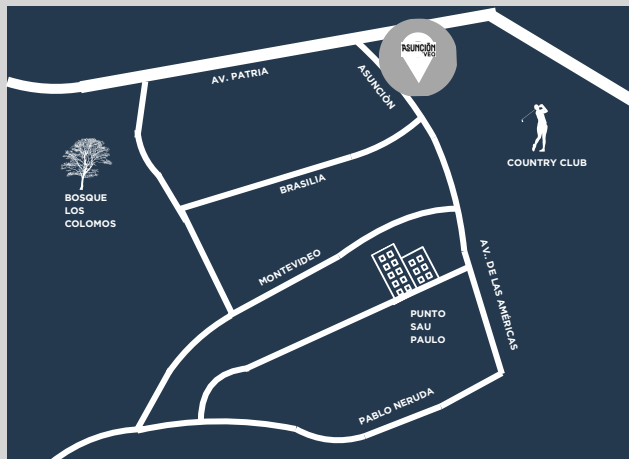 ASUNCIÓN
VEO
AV. PATRIA
ASUNCIÓN
BRASILIA
COUNTRY CLUB
BOSQUE
LOS
COLOMOS
MONTEVIDEO
AV.. DE LAS AMÉRICAS
PUNTO
SAU
PAULO
PABLO NERUDA